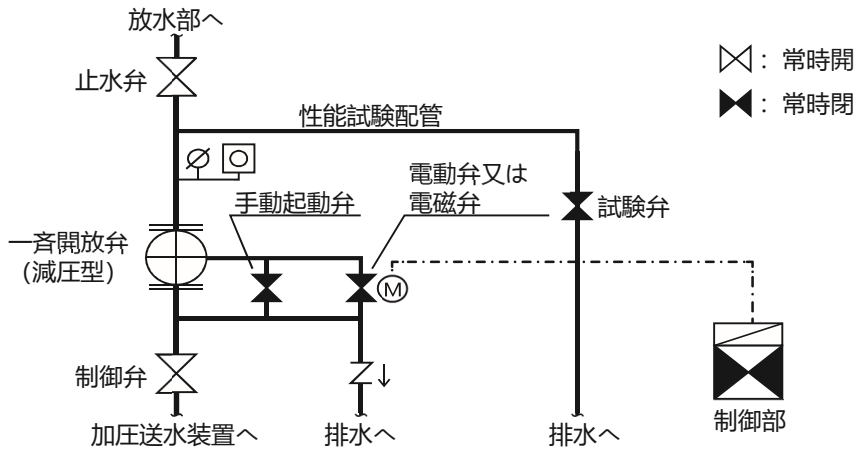 放水部へ
止水弁
：常時開
：常時閉
性能試験配管
電動弁又は
電磁弁
手動起動弁
試験弁
一斉開放弁
（減圧型）
M
制御弁
制御部
加圧送水装置へ
排水へ
排水へ